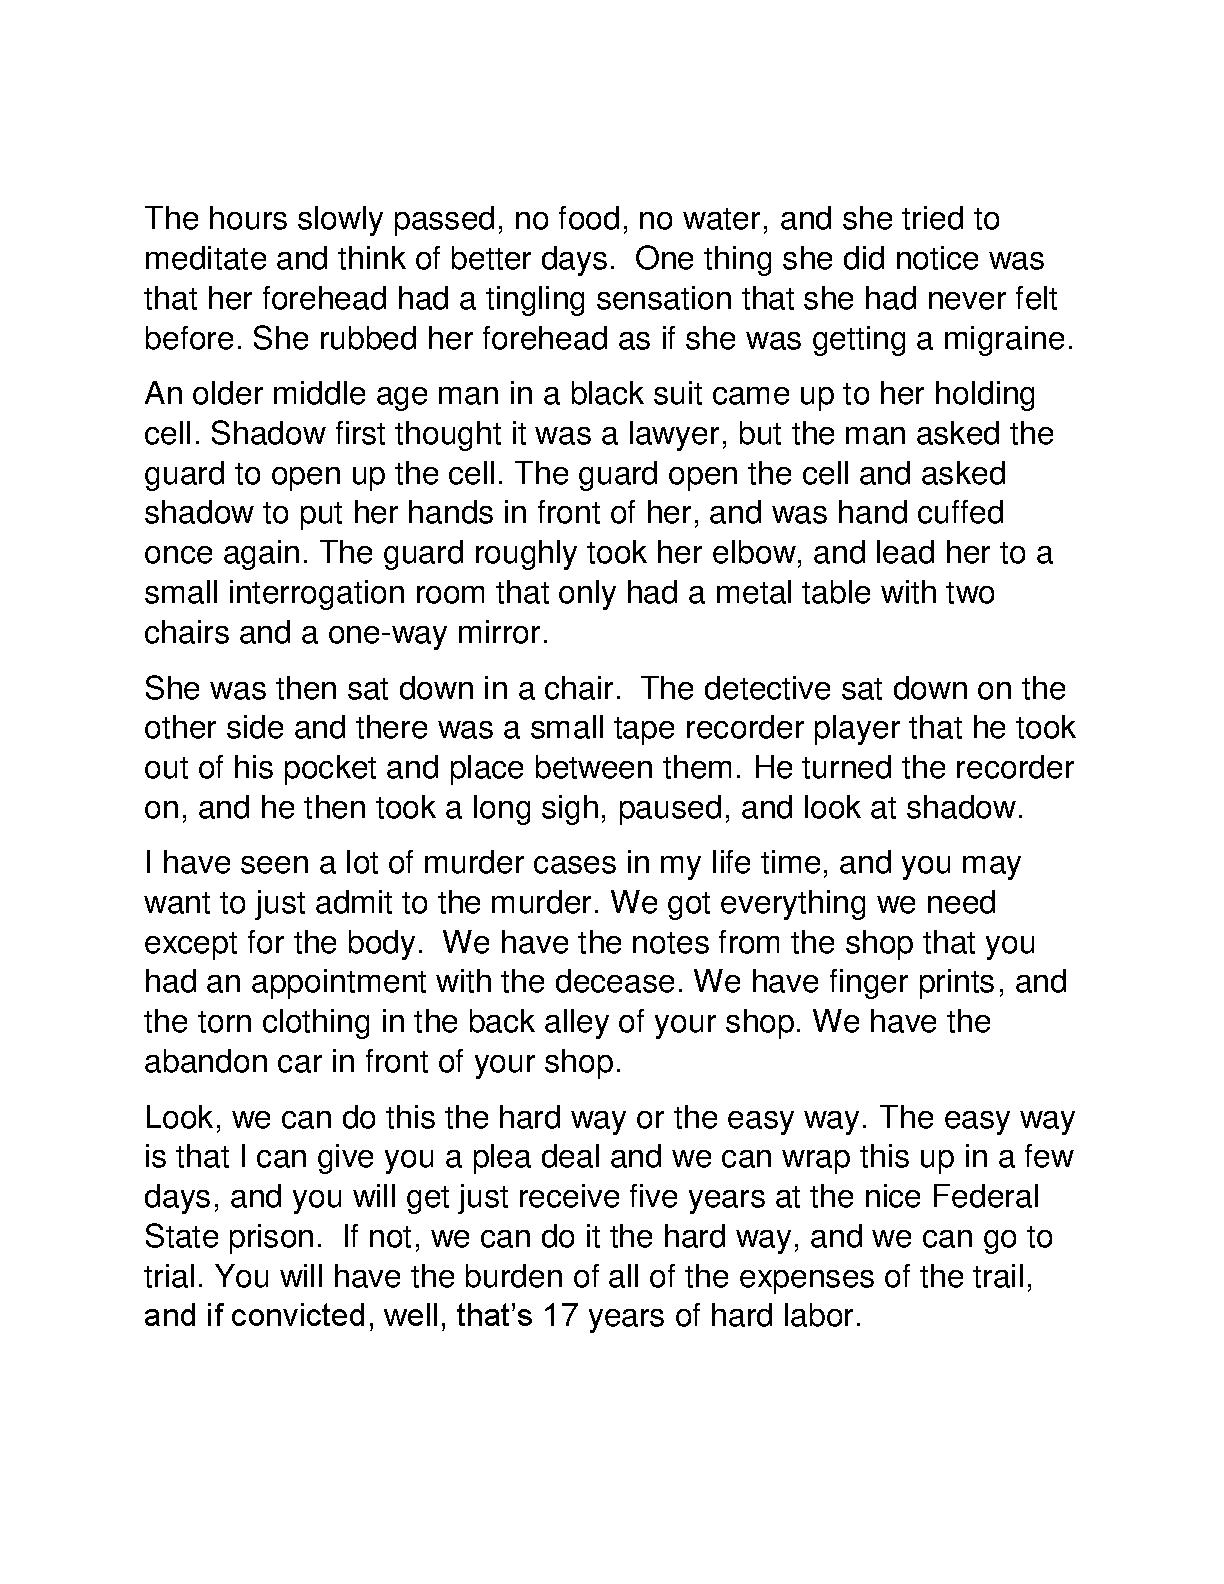 The hours slowly passed, no food, no water, and she tried to
meditate and think of better days.  One thing she did notice was
that her forehead had a tingling sensation that she had never felt
before. She rubbed her forehead as if she was getting a migraine.
An older middle age man in a black suit came up to her holding
cell. Shadow first thought it was a lawyer, but the man asked the
guard to open up the cell. The guard open the cell and asked
shadow to put her hands in front of her, and was hand cuffed
once again. The guard roughly took her elbow, and lead her to a
small interrogation room that only had a metal table with two
chairs and a one-way mirror.
She was then sat down in a chair.  The detective sat down on the
other side and there was a small tape recorder player that he took
out of his pocket and place between them. He turned the recorder
on, and he then took a long sigh, paused, and look at shadow.
I have seen a lot of murder cases in my life time, and you may
want to just admit to the murder. We got everything we need
except for the body.  We have the notes from the shop that you
had an appointment with the decease. We have finger prints, and
the torn clothing in the back alley of your shop. We have the
abandon car in front of your shop.
Look, we can do this the hard way or the easy way. The easy way
is that I can give you a plea deal and we can wrap this up in a few
days, and you will get just receive five years at the nice Federal
State prison.  If not, we can do it the hard way, and we can go to
trial. You will have the burden of all of the expenses of the trail,
and if convicted, well, that’s 17 years of hard labor.